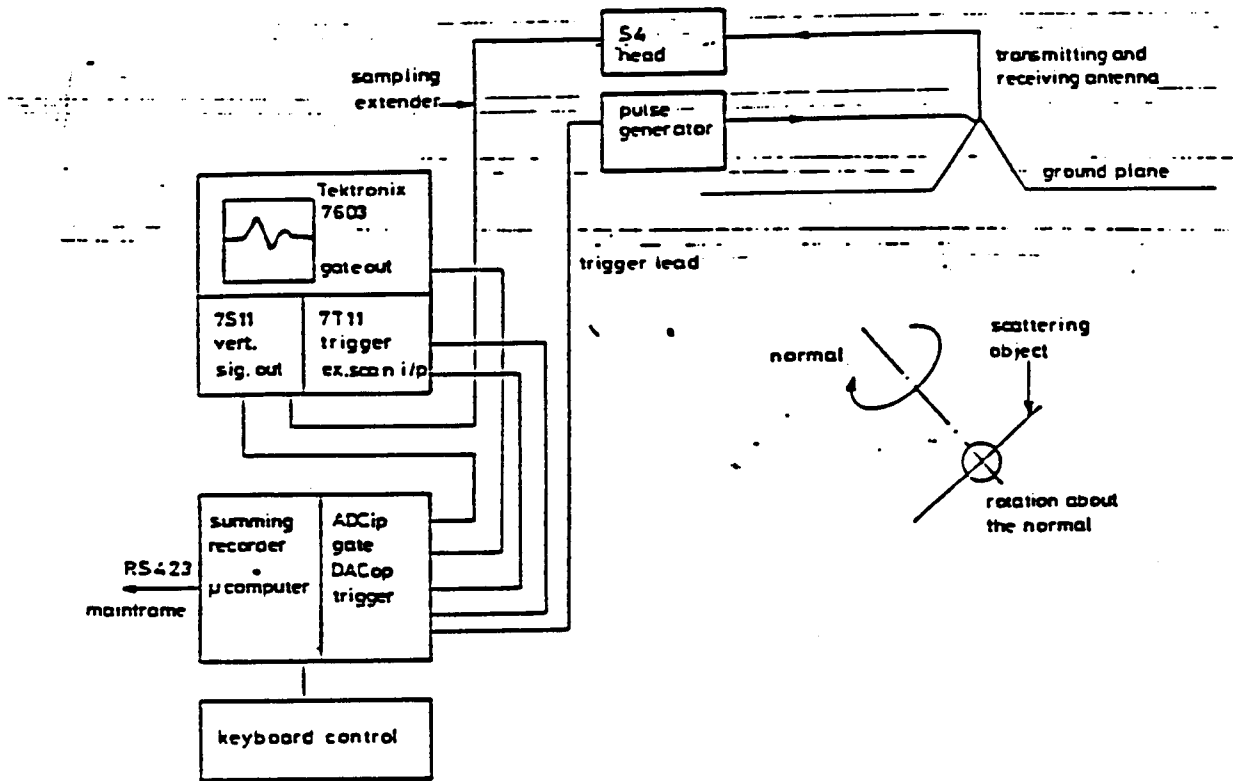 S4
head
transmitting and
receiving antenna
sampling
extender
pulse
generator
ground plane
Tektronix
7603
gate out
trigger lead
7S11
vert.
sig. out
7T11
trigger
ex.scan i/p
scattering
object
normal
rotation about
the normal
summing
recorder
•
μcomputer
ADCip
gate
DACop
trigger
RS423
mainframe
keyboard control